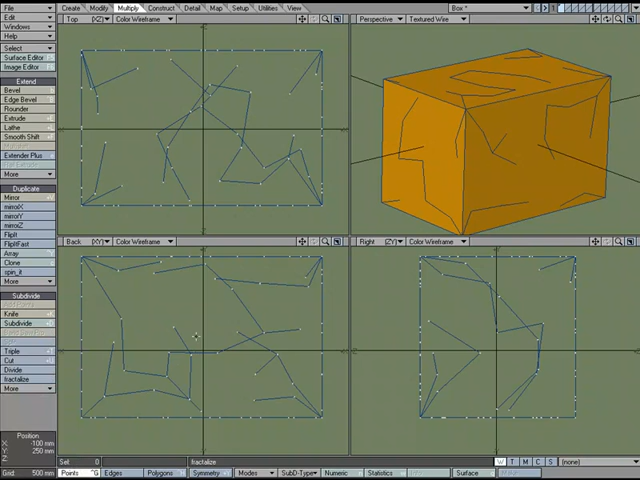 File
Edit
Windows
Help
Select
Surface Editor
Image Editor
Extend
Bevel
Edge Bevel
Rounder
Extrude
Lathe
Smooth Shift
Extender Plus
More
Duplicate
Mirror
mirrorX
mirrorY
mirrorZ
FlipIt
FlipItFast
Array
Clone
spin_it
More
Subdivide
Knife
Subdivide
Triple
Cut
Divide
fractalize
More
Position
X: -100 mm
Y: 250 mm
Z:
Grid: 500 mm
Create Modify Multiply Construct Detail Map Setup Utilities View
Box *
Top (XZ) Color Wireframe
Perspective Textured Wire
Back (XY) Color Wireframe
Right (ZY) Color Wireframe
Sel: 0 fractalize
W T M C S (none)
Points ^G Edges Polygons Symmetry Modes SubD-Type Numeric Statistics Surface